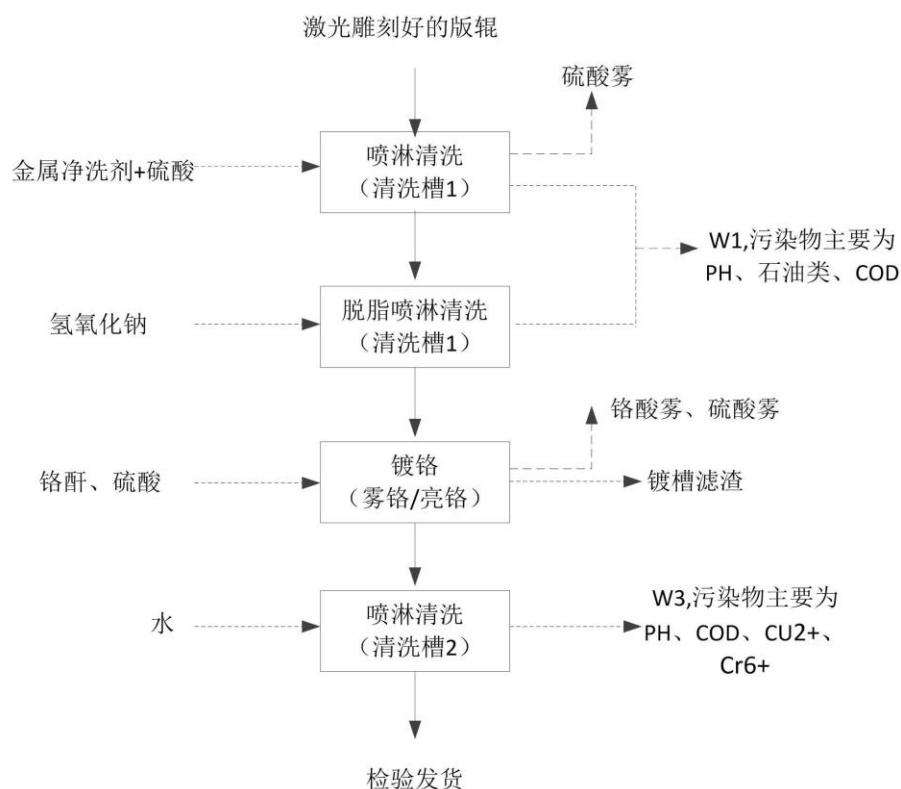 激光雕刻好的版辊
硫酸雾
金属净洗剂+硫酸
喷淋清洗
（清洗槽1）
W1,污染物主要为
PH、石油类、COD
氢氧化钠
脱脂喷淋清洗
（清洗槽1）
铬酸雾、硫酸雾
铬酐、硫酸
镀铬
（雾铬/亮铬）
镀槽滤渣
水
喷淋清洗
（清洗槽2）
W3,污染物主要为
PH、COD、CU2+、
Cr6+
检验发货